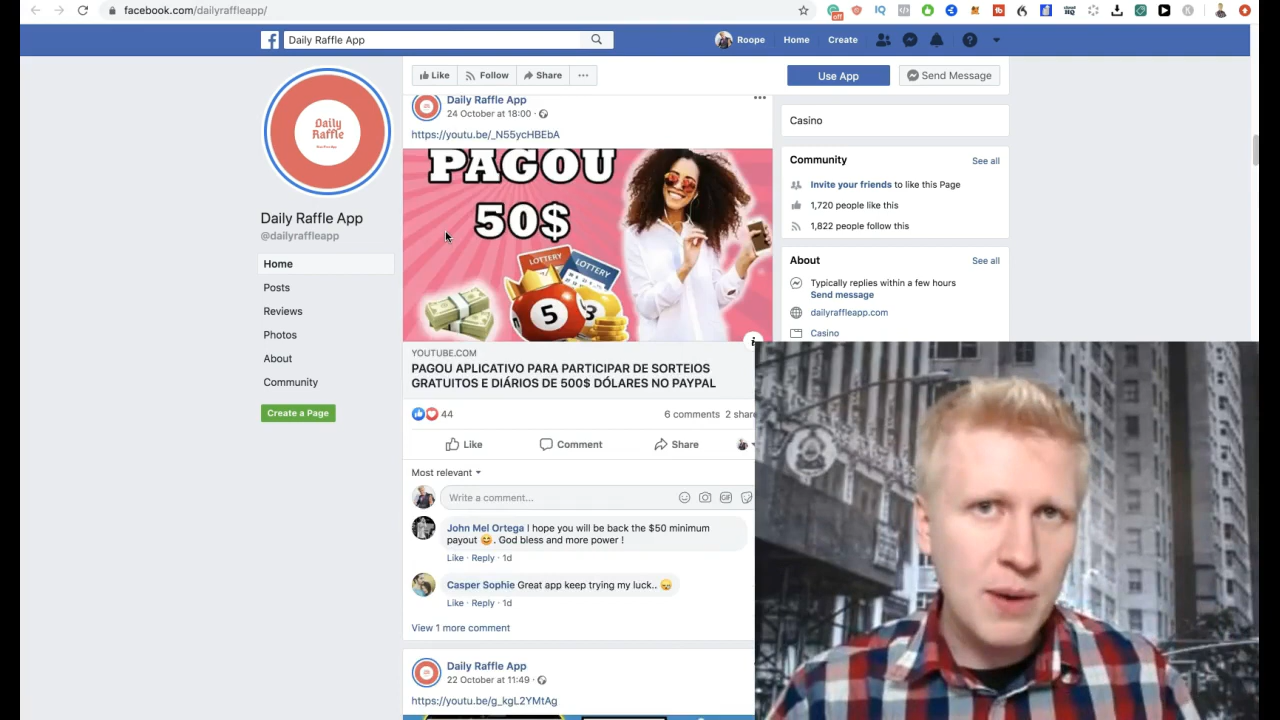 facebook.com/dailyraffleapp/
off
IQ
Daily Raffle App
Roope
Home
Create
Like
Follow
Share
Use App
Send Message
Daily
Raffle
Daily Raffle App
@dailyraffleapp
Home
Posts
Reviews
Photos
About
Community
Create a Page
Daily Raffle App
24 October at 18:00
https://youtu.be/_N55ycHBEbA
PAGOU
50$
LOTTERY
LOTTERY
5
3
YOUTUBE.COM
PAGOU APLICATIVO PARA PARTICIPAR DE SORTEIOS
GRATUITOS E DIÁRIOS DE 500$ DÓLARES NO PAYPAL
44
6 comments 2 share
Like
Comment
Share
Most relevant
Write a comment...
GIF
John Mel Ortega I hope you will be back the $50 minimum
payout 😊. God bless and more power !
Like · Reply · 1d
Casper Sophie Great app keep trying my luck.. 😞
Like · Reply · 1d
View 1 more comment
Daily Raffle App
22 October at 11:49
https://youtu.be/g_kgL2YMtAg
Casino
Community
See all
Invite your friends to like this Page
1,720 people like this
1,822 people follow this
About
See all
Typically replies within a few hours
Send message
dailyraffleapp.com
Casino